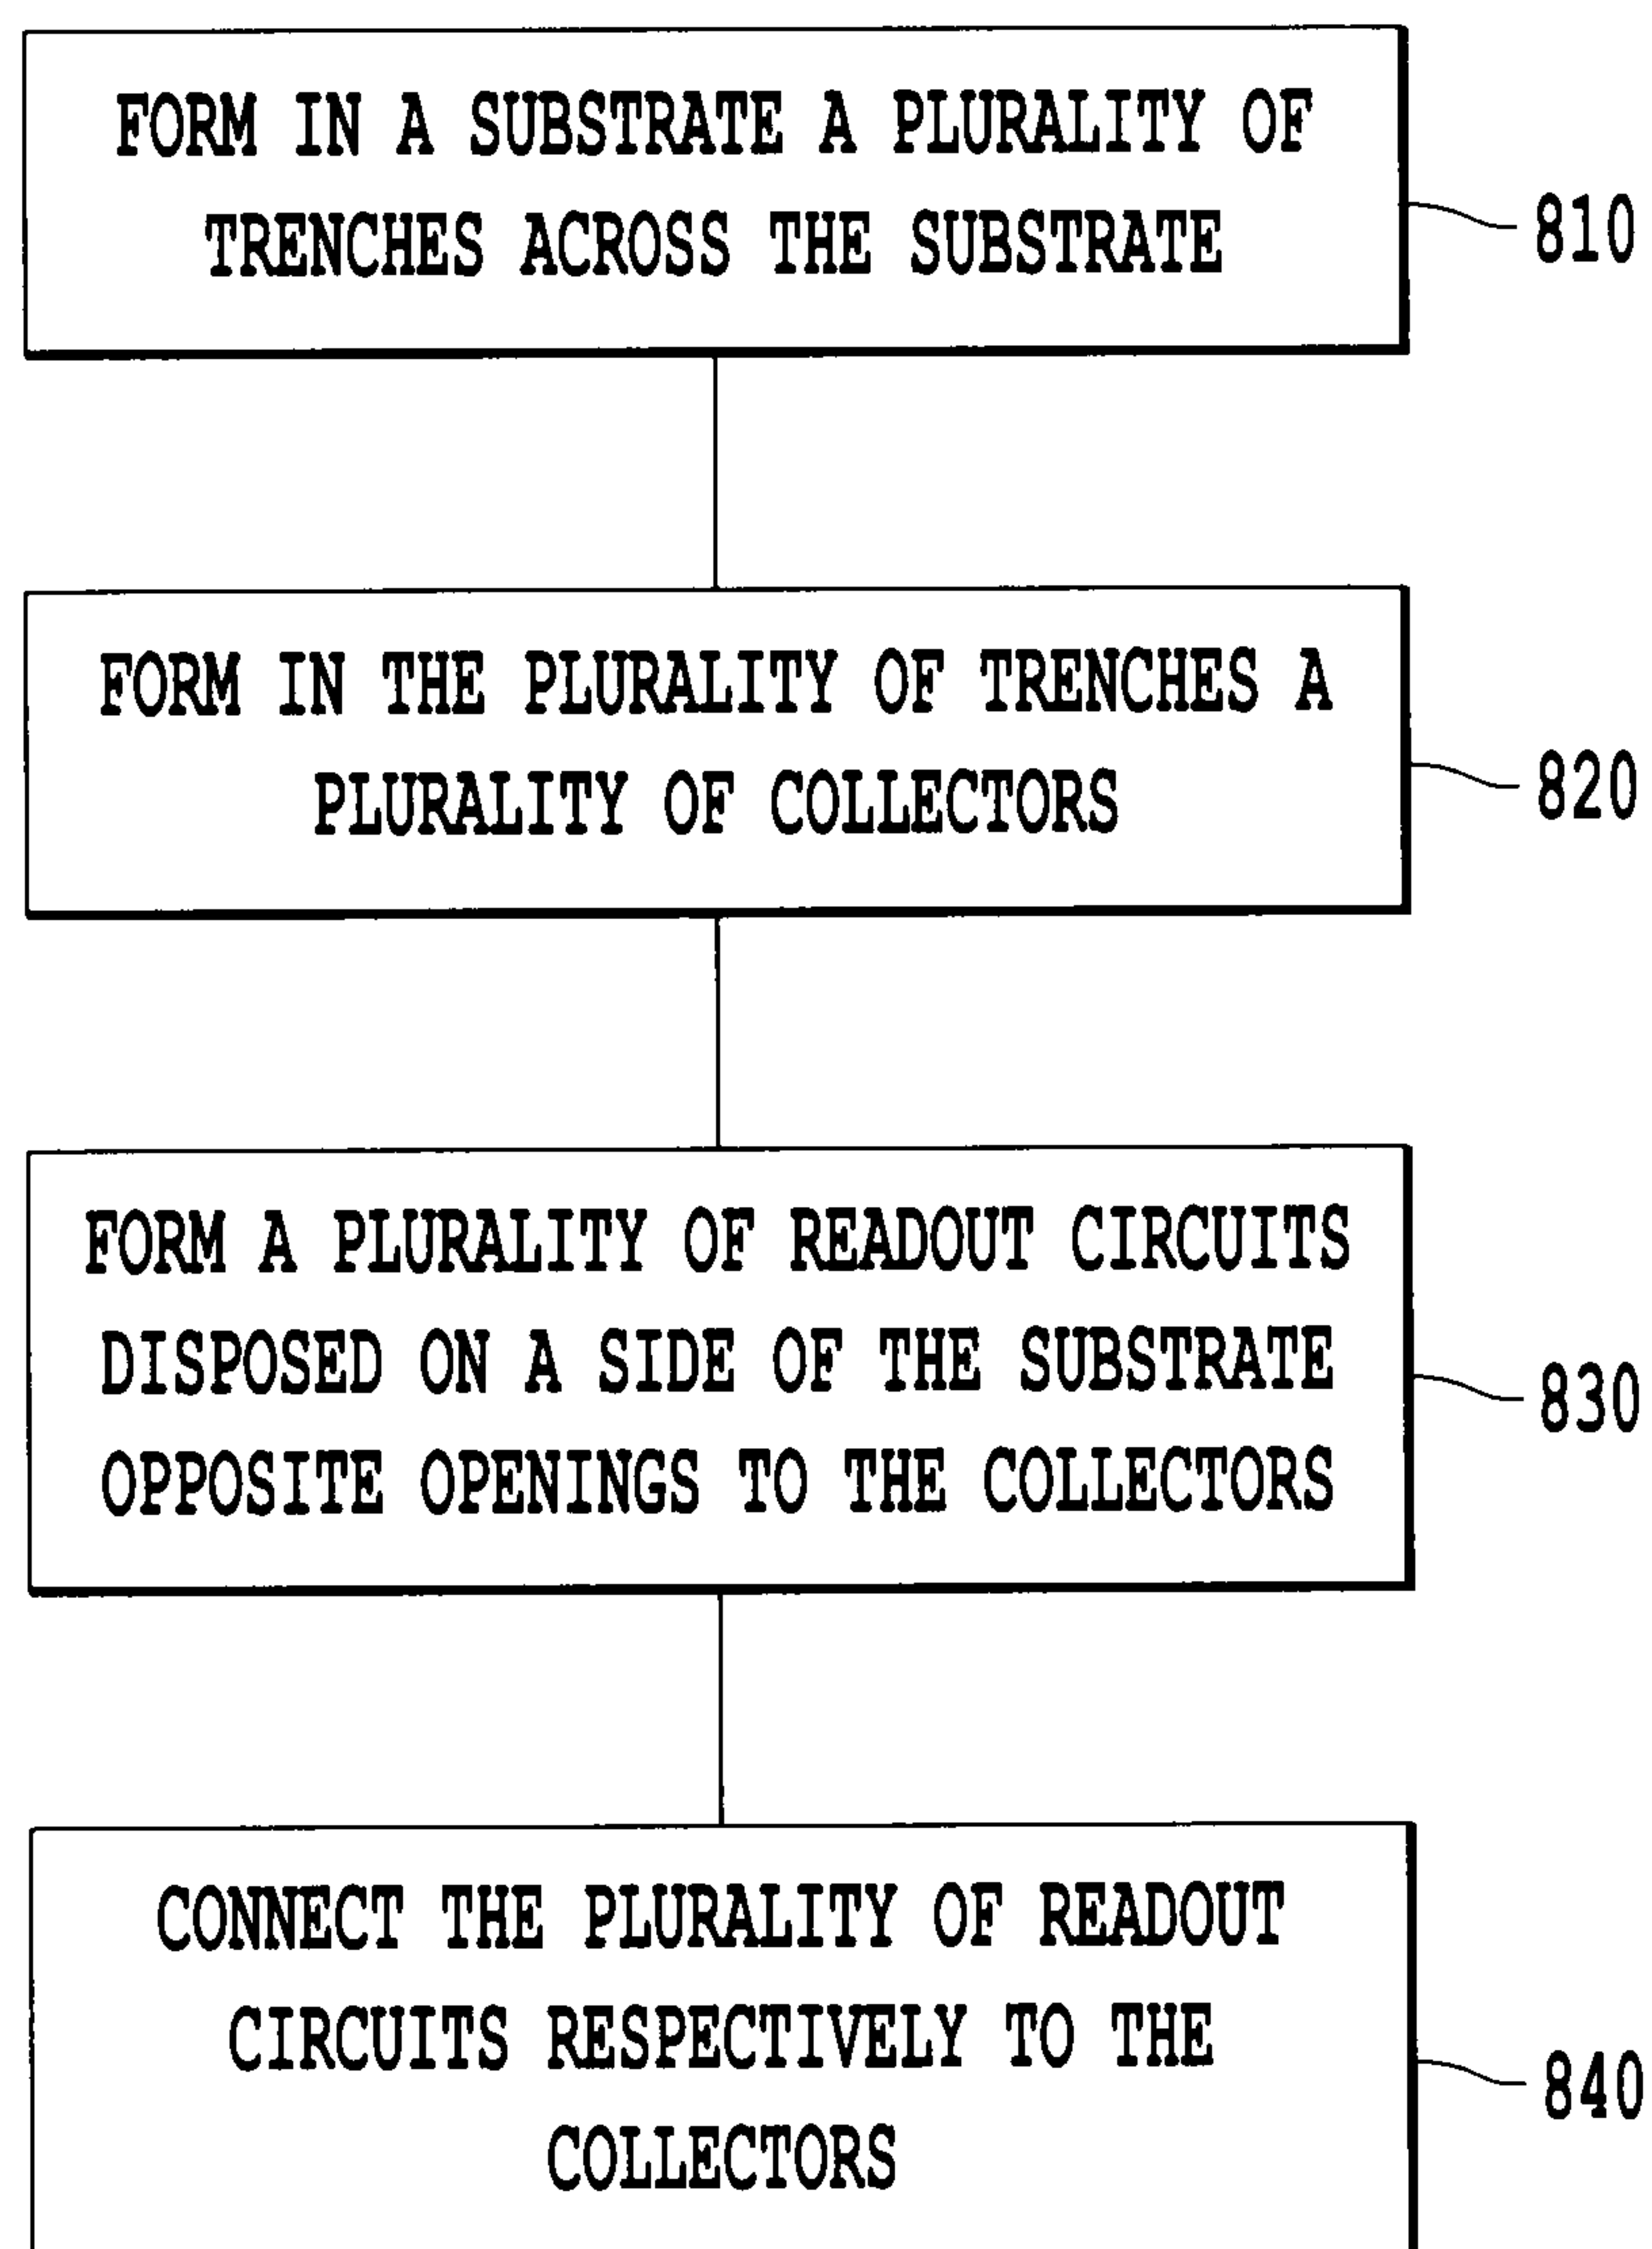 FORM IN A SUBSTRATE A PLURALITY OF
TRENCHES ACROSS THE SUBSTRATE
810
FORM IN THE PLURALITY OF TRENCHES A
PLURALITY OF COLLECTORS
820
FORM A PLURALITY OF READOUT CIRCUITS
DISPOSED ON A SIDE OF THE SUBSTRATE
OPPOSITE OPENINGS TO THE COLLECTORS
830
CONNECT THE PLURALITY OF READOUT
CIRCUITS RESPECTIVELY TO THE
COLLECTORS
840